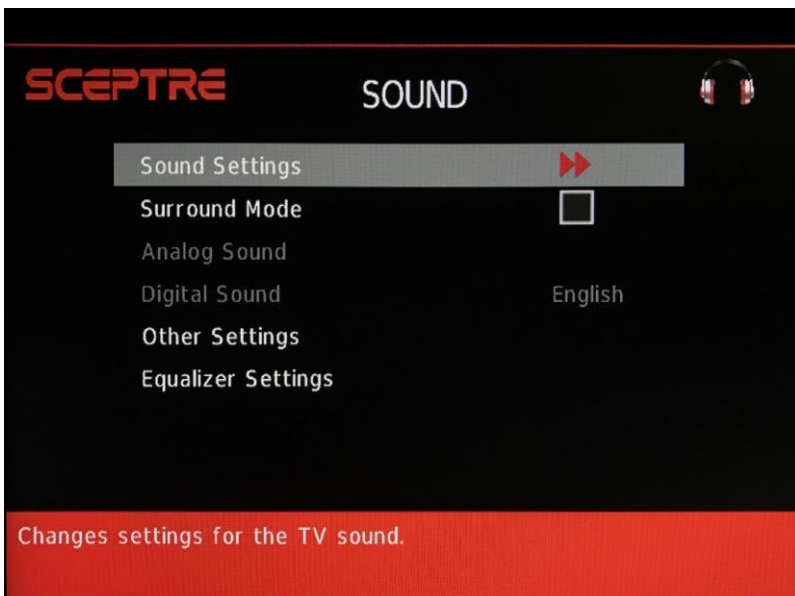 SCEPTRE
SOUND
Sound Settings
Surround Mode
Analog Sound
Digital Sound English
Other Settings
Equalizer Settings
Changes settings for the TV sound.